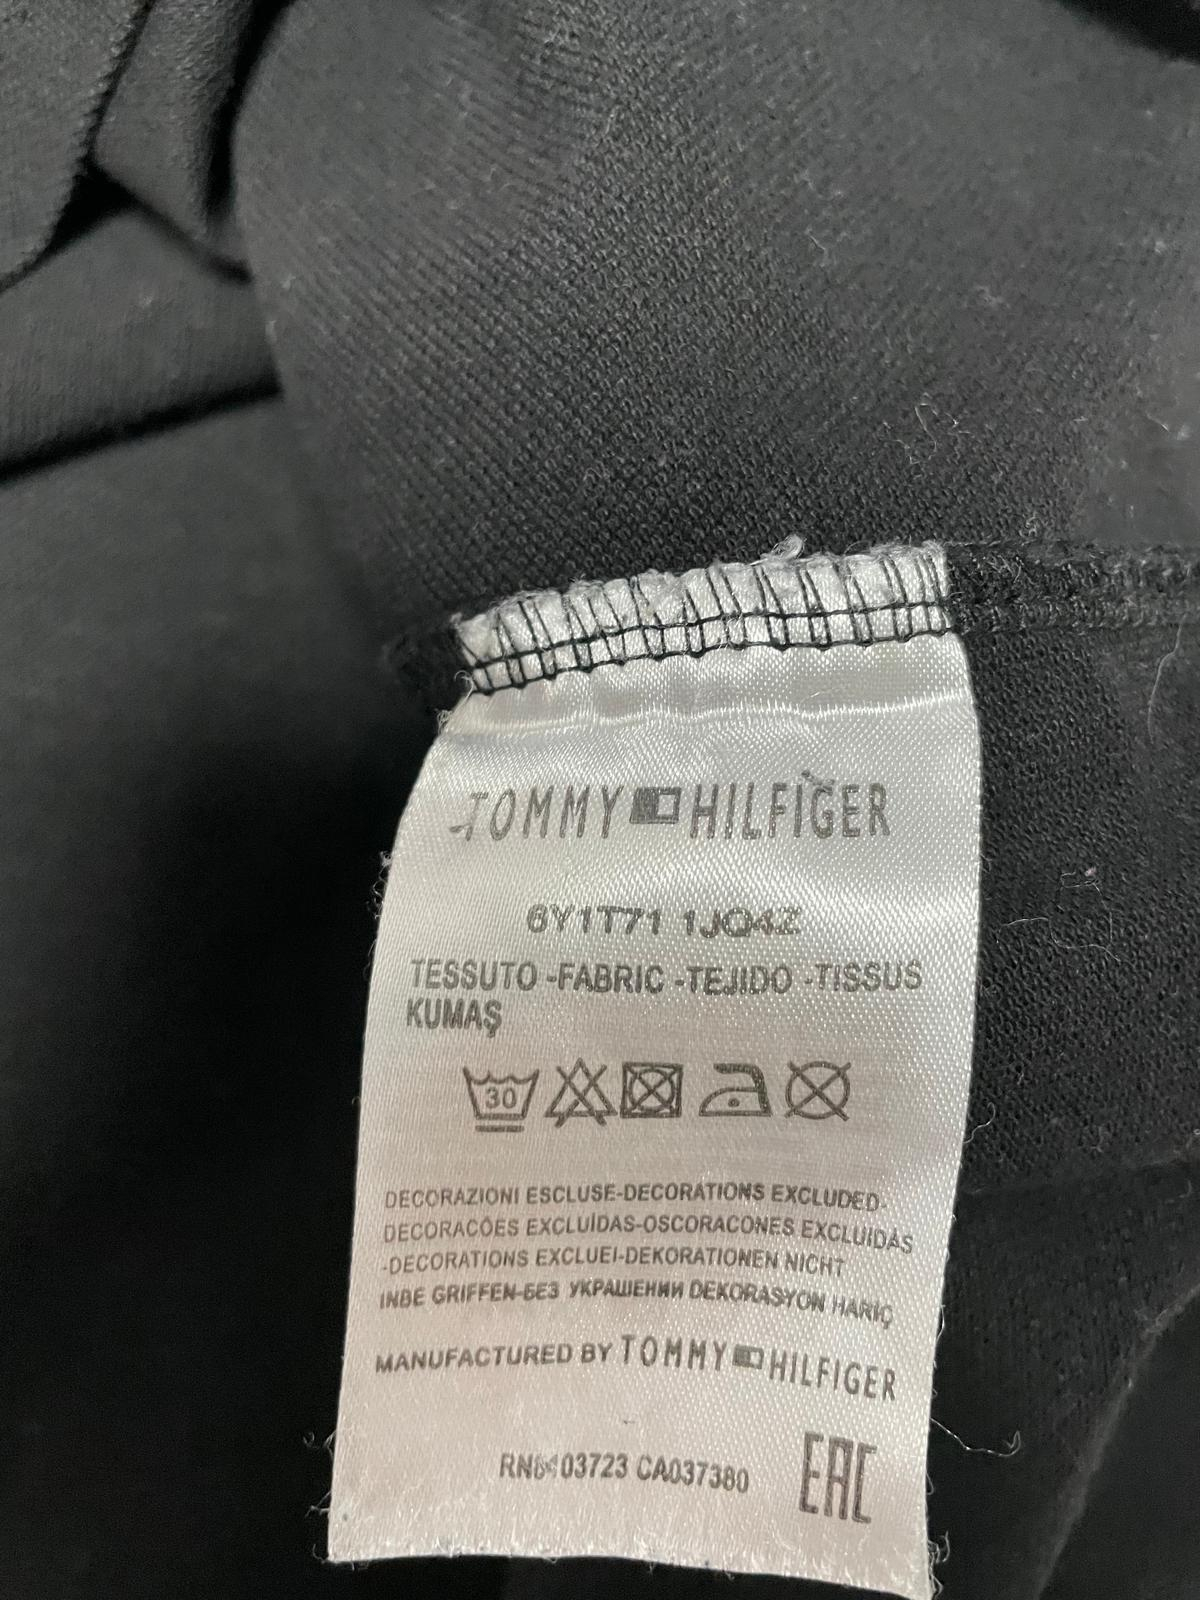 TOMMY HILFIGER
6Y1T71 1JO4Z
TESSUTO -FABRIC -TEJIDO -TISSUS
KUMAŞ
30
DECORAZIONI ESCLUSE-DECORATIONS EXCLUDED-
DECORACÕES EXCLUÍDAS-OSCORACONES EXCLUIDAS
-DECORATIONS EXCLUEI-DEKORATIONEN NICHT
INBE GRIFFEN-БЕЗ УКРАШЕНИИ DEKORASYON HARIÇ
MANUFACTURED BY TOMMY HILFIGER
CA037380
EAC